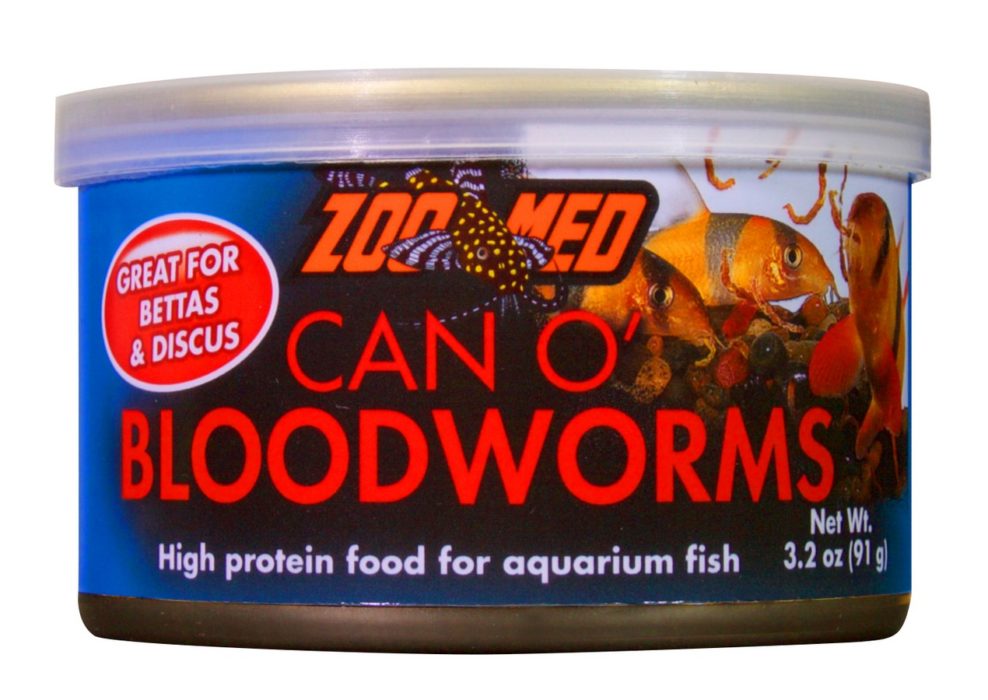 ZOO MED
GREAT FOR
BETTAS
& DISCUS
CAN O'
BLOODWORMS
High protein food for aquarium fish
Net Wt.
3.2 oz (91 g)